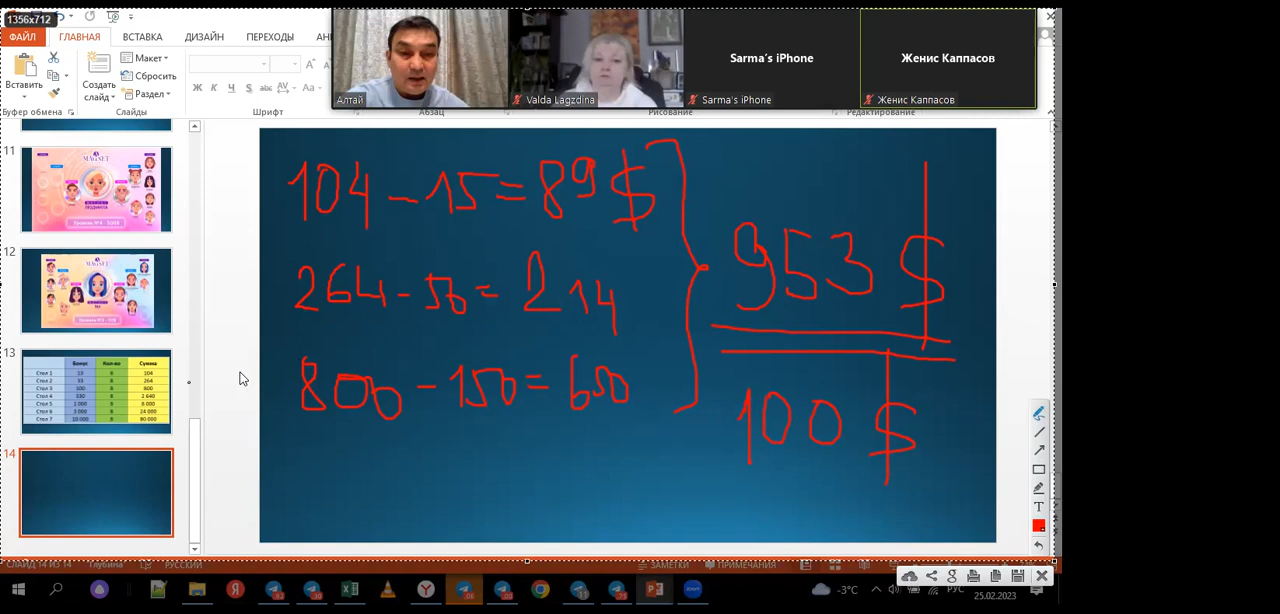 1356x712
ФАЙЛ
ГЛАВНАЯ
ВСТАВКА
ДИЗАЙН
ПЕРЕХОДЫ
АНИ
Вставить
Создать
слайд
Макет
Сбросить
Раздел
Ж К Ч S abc AV Aa
Буфер обмена
Слайды
Шрифт
Абзац
Рисование
Редактирование
Алтай
Valda Lagzdina
Sarma's iPhone
Sarma's iPhone
Женис Каппасов
Женис Каппасов
11
12
13
Бонус Кол-во Сумма
Стол 1 13 8 104
Стол 2 33 8 264
Стол 3 100 8 800
Стол 4 330 8 2 640
Стол 5 1 000 8 8 000
Стол 6 3 000 8 24 000
Стол 7 10 000 8 80 000
14
104 - 15 = 89 $
264 - 50 = 214
800 - 150 = 650
953 $
100 $
СЛАЙД 14 ИЗ 14
Глубина
РУССКИЙ
ЗАМЕТКИ
ПРИМЕЧАНИЯ
-3°C
РУС
25.02.2023